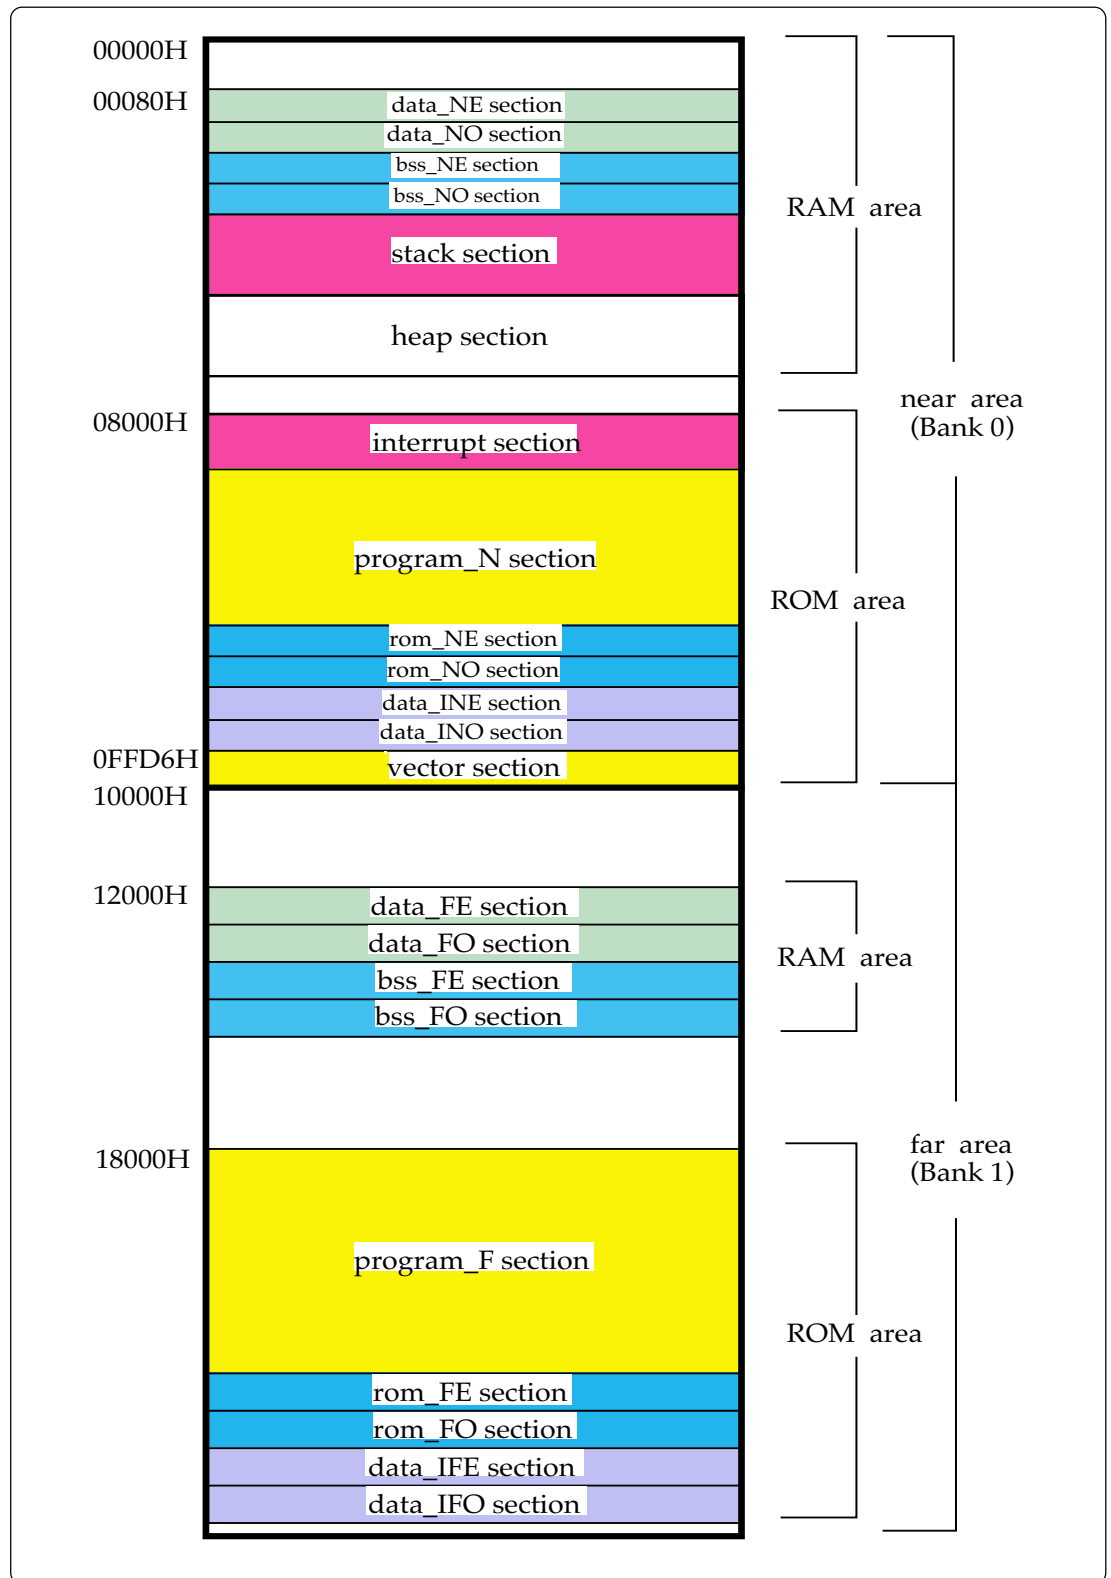 00000H
00080H
data_NE section
data_NO section
bss_NE section
bss_NO section
stack section
heap section
RAM area
near area
(Bank 0)
08000H
interrupt section
program_N section
ROM area
rom_NE section
rom_NO section
data_INE section
data_INO section
0FFD6H
vector section
10000H
12000H
data_FE section
data_FO section
bss_FE section
bss_FO section
RAM area
far area
(Bank 1)
18000H
program_F section
ROM area
rom_FE section
rom_FO section
data_IFE section
data_IFO section